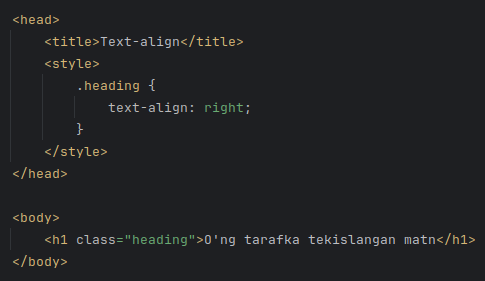 <head>
    <title>Text-align</title>
    <style>
        .heading {
            text-align: right;
        }
    </style>
</head>

<body>
    <h1 class="heading">O'ng tarafka tekislangan matn</h1>
</body>